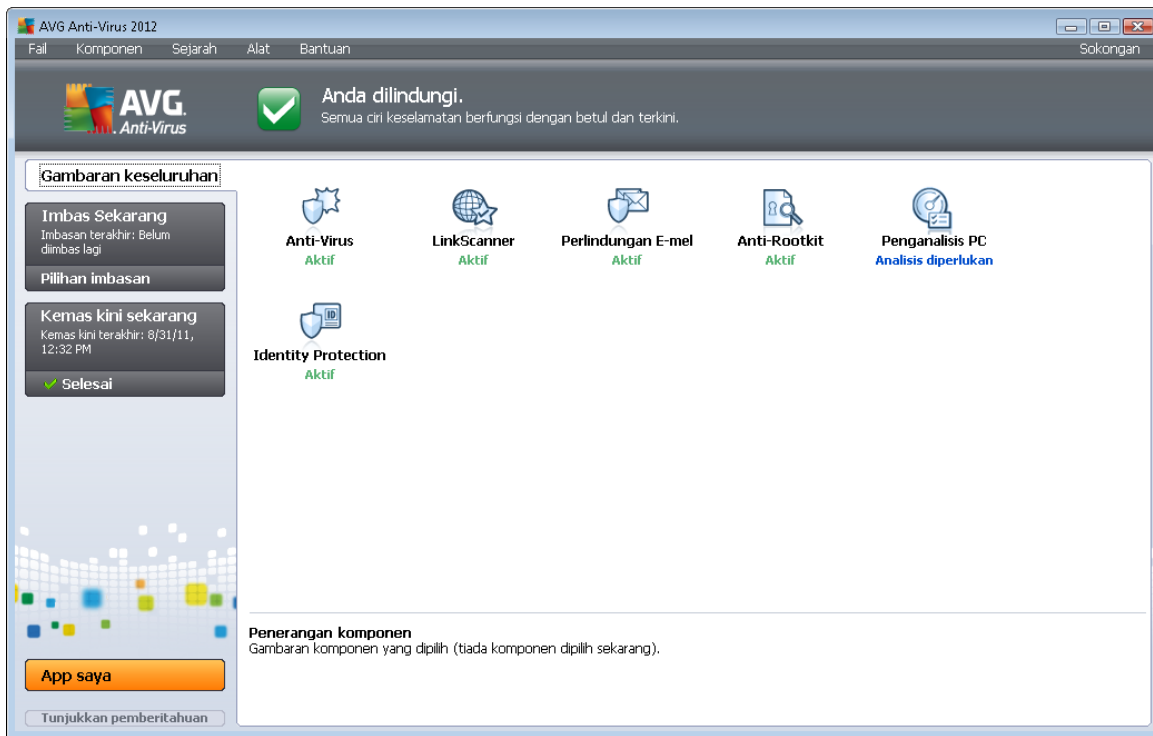 AVG Anti-Virus 2012
Fail Komponen Sejarah Alat Bantuan Sokongan
AVG.
Anti-Virus
Anda dilindungi.
Semua ciri keselamatan berfungsi dengan betul dan terkini.
Gambaran keseluruhan
Imbas Sekarang
Imbasan terakhir: Belum
diimbas lagi
Pilihan imbasan
Kemas kini sekarang
Kemas kini terakhir: 8/31/11,
12:32 PM
Selesai
App saya
Tunjukkan pemberitahuan
Anti-Virus
Aktif
LinkScanner
Aktif
Perlindungan E-mel
Aktif
Anti-Rootkit
Aktif
Penganalisis PC
Analisis diperlukan
ID
Identity Protection
Aktif
Penerangan komponen
Gambaran komponen yang dipilih (tiada komponen dipilih sekarang).